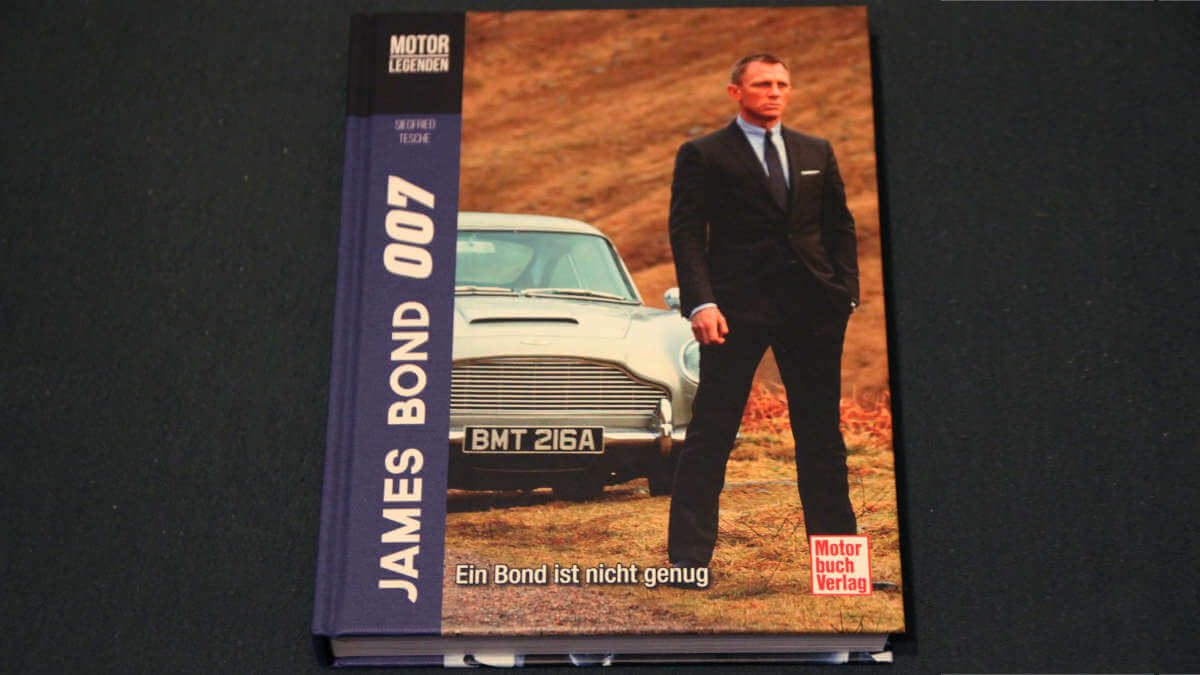 MOTOR
LEGENDEN
SIEGFRIED
TESCHE
JAMES BOND 007
BMT 216A
Ein Bond ist nicht genug
Motor
buch
Verlag